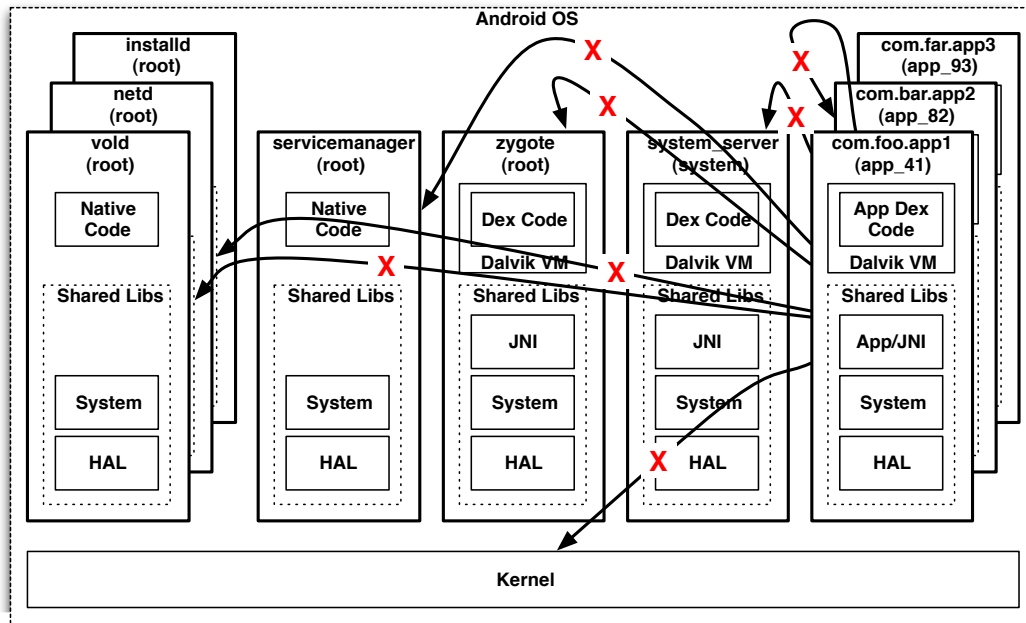 Android OS
installd
(root)
netd
(root)
vold
(root)
Native
Code
Shared Libs
System
HAL
servicemanager
(root)
Native
Code
Shared Libs
System
HAL
zygote
(root)
Dex Code
Dalvik VM
Shared Libs
JNI
System
HAL
system_server
(system)
Dex Code
Dalvik VM
Shared Libs
JNI
System
HAL
com.far.app3
(app_93)
com.bar.app2
(app_82)
com.foo.app1
(app_41)
App Dex
Code
Dalvik VM
Shared Libs
App/JNI
System
HAL
X
X
X
X
X
X
X
Kernel